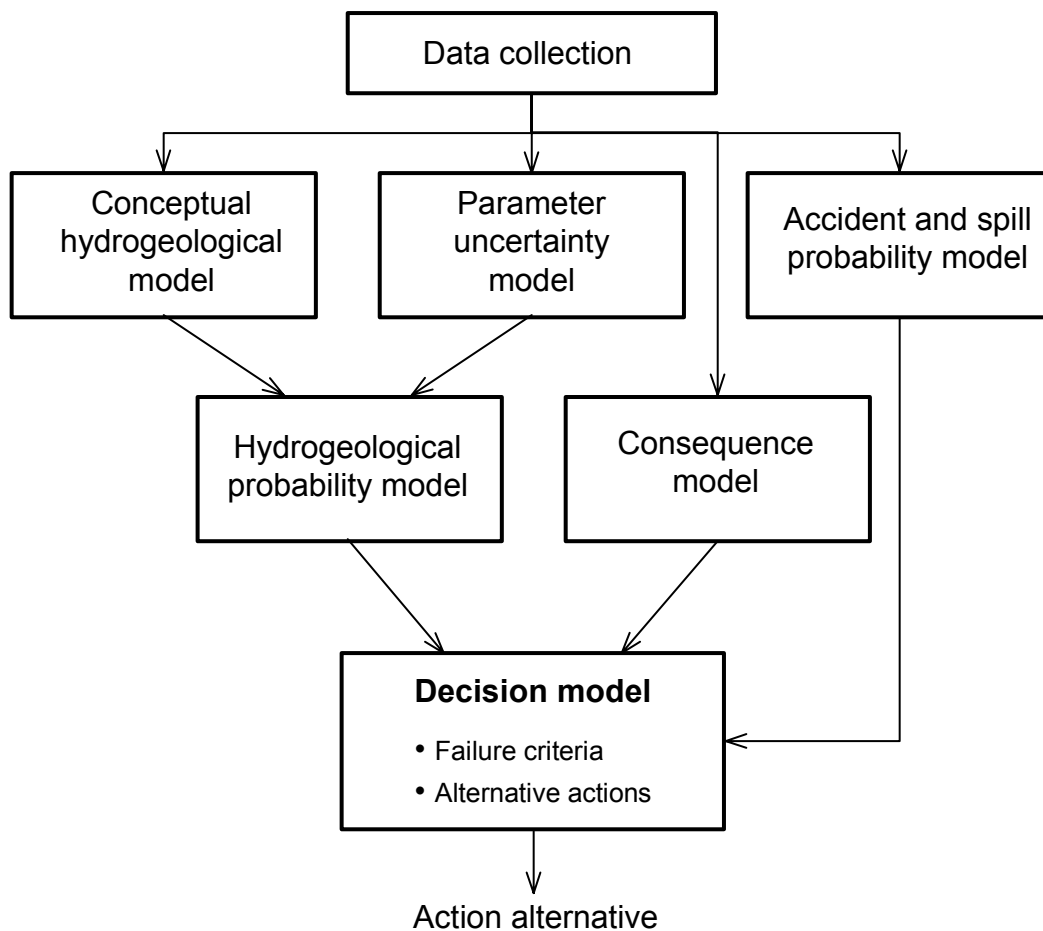 Data collection
Conceptual
hydrogeological
model
Parameter
uncertainty
model
Accident and spill
probability model
Hydrogeological
probability model
Consequence
model
Decision model
• Failure criteria
• Alternative actions
Action alternative